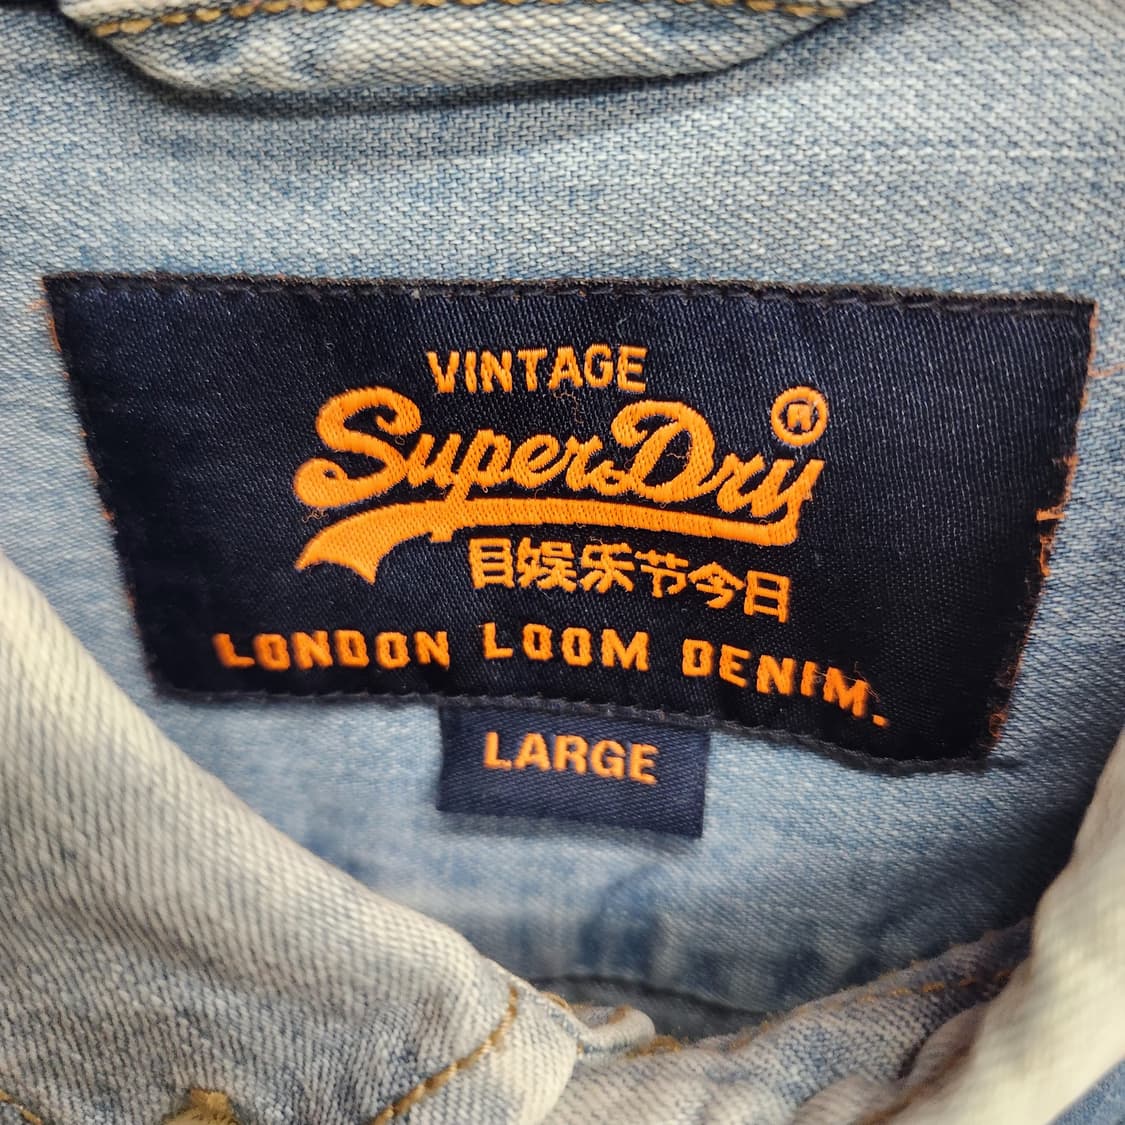 VINTAGE
SuperDry®
目娱乐节今日
LONDON LOOM DENIM.
LARGE